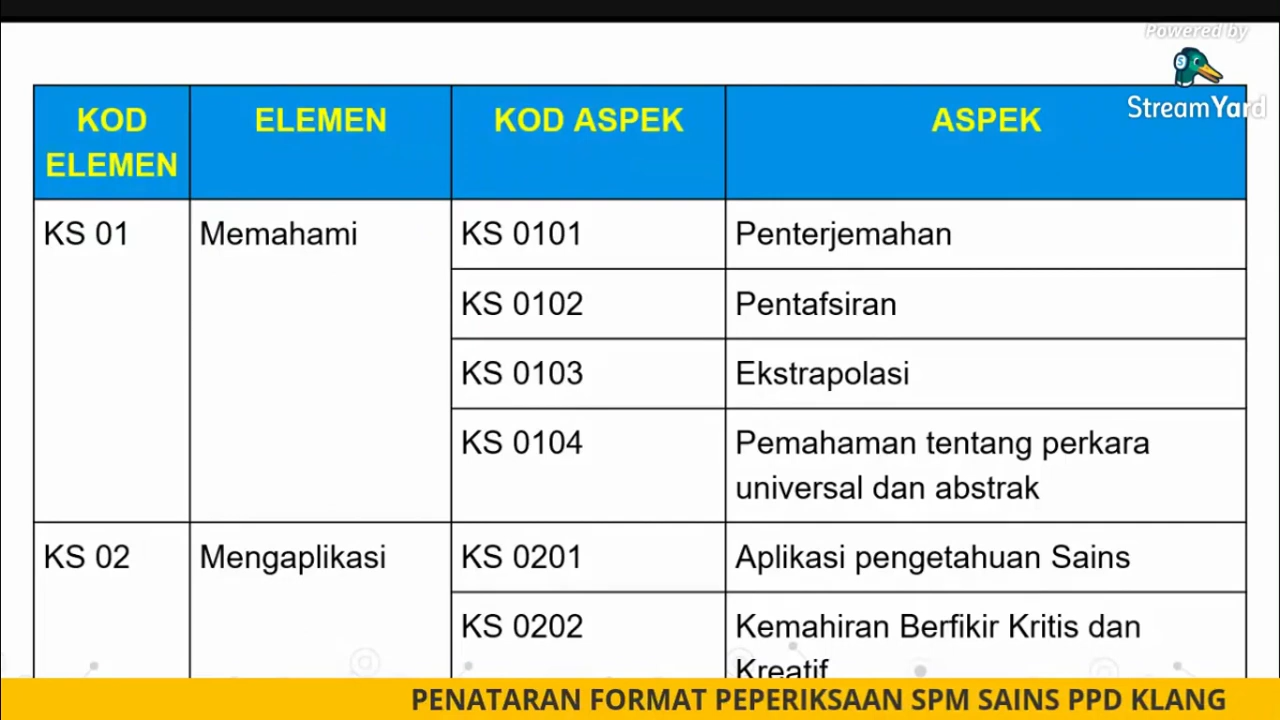 Powered by
StreamYard
KOD ELEMEN ELEMEN KOD ASPEK ASPEK
KS 01 Memahami KS 0101 Penterjemahan
KS 0102 Pentafsiran
KS 0103 Ekstrapolasi
KS 0104 Pemahaman tentang perkara
universal dan abstrak
KS 02 Mengaplikasi KS 0201 Aplikasi pengetahuan Sains
KS 0202 Kemahiran Berfikir Kritis dan
Kreatif
PENATARAN FORMAT PEPERIKSAAN SPM SAINS PPD KLANG